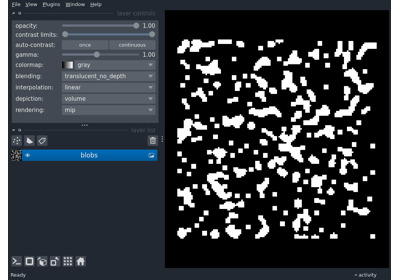 File View Plugins Window Help
layer controls
opacity: 1.00
contrast limits:
auto-contrast: once continuous
gamma: 1.00
colormap: gray
blending: translucent_no_depth
interpolation: linear
depiction: volume
rendering: mip
layer list
blobs
Ready activity